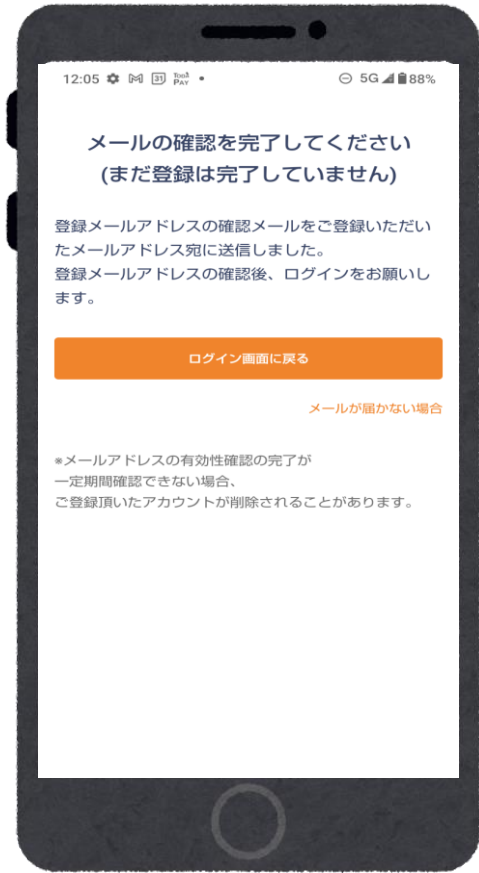 12:05 31 TooS PAY 5G 88%
メールの確認を完了してください
(まだ登録は完了していません)
登録メールアドレスの確認メールをご登録いただい
たメールアドレス宛に送信しました。
登録メールアドレスの確認後、ログインをお願いし
ます。
ログイン画面に戻る
メールが届かない場合
※メールアドレスの有効性確認の完了が
一定期間確認できない場合、
ご登録頂いたアカウントが削除されることがあります。